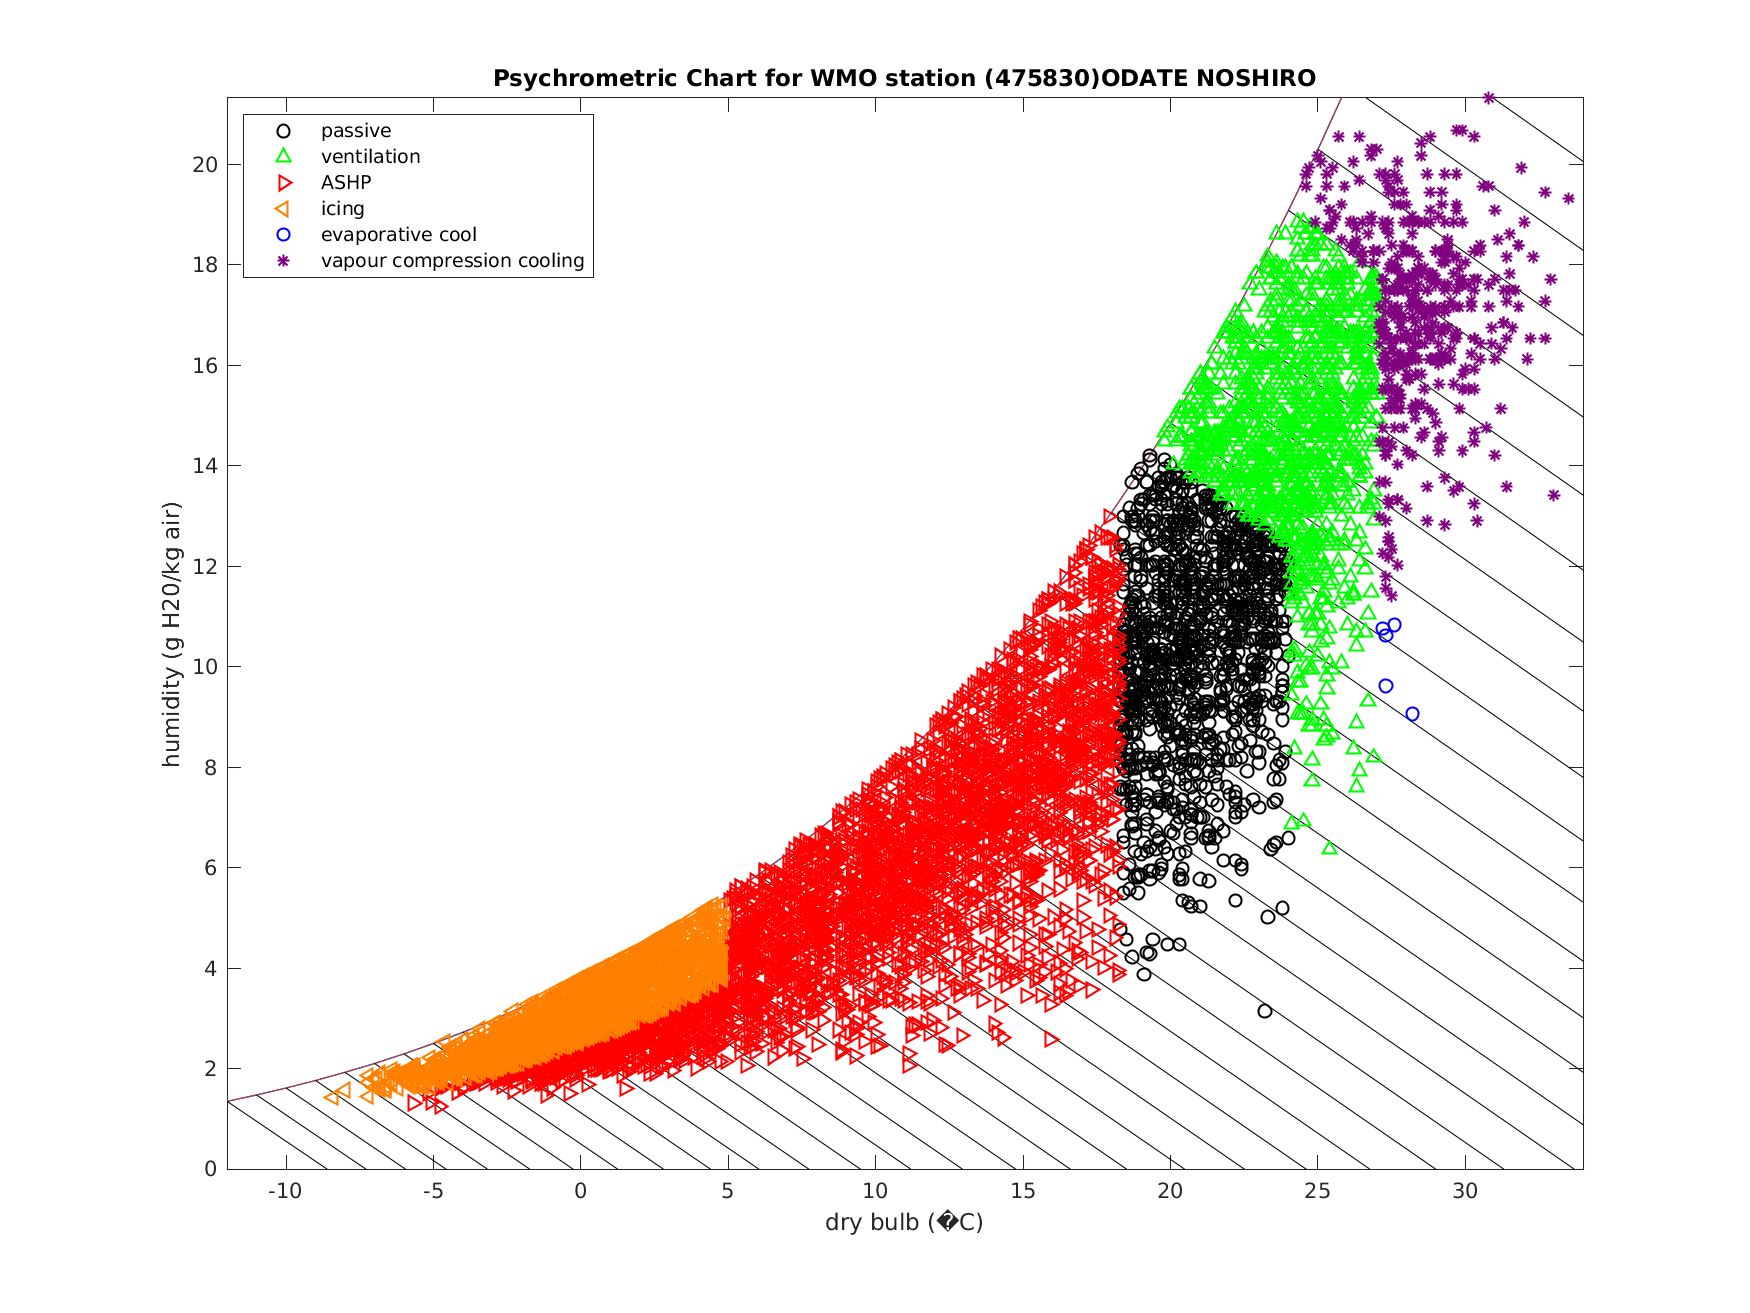 Psychrometric Chart for WMO station (475830)ODATE NOSHIRO
passive
ventilation
ASHP
icing
evaporative cool
vapour compression cooling
humidity (g H20/kg air)
20
18
16
14
12
10
8
6
4
2
0
-10 -5 0 5 10 15 20 25 30
dry bulb (�C)